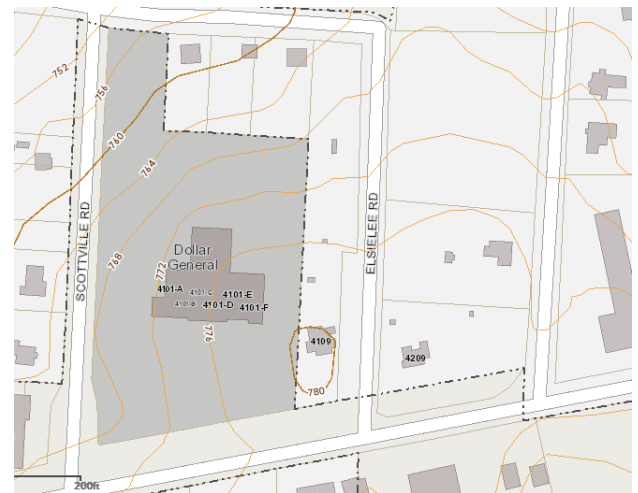 752
756
760
764
768
772
776
780
SCOTTVILLE RD
ELSIELEE RD
Dollar
General
4101-A
4101-C
4101-E
4101-B
4101-D
4101-F
4109
4209
200ft